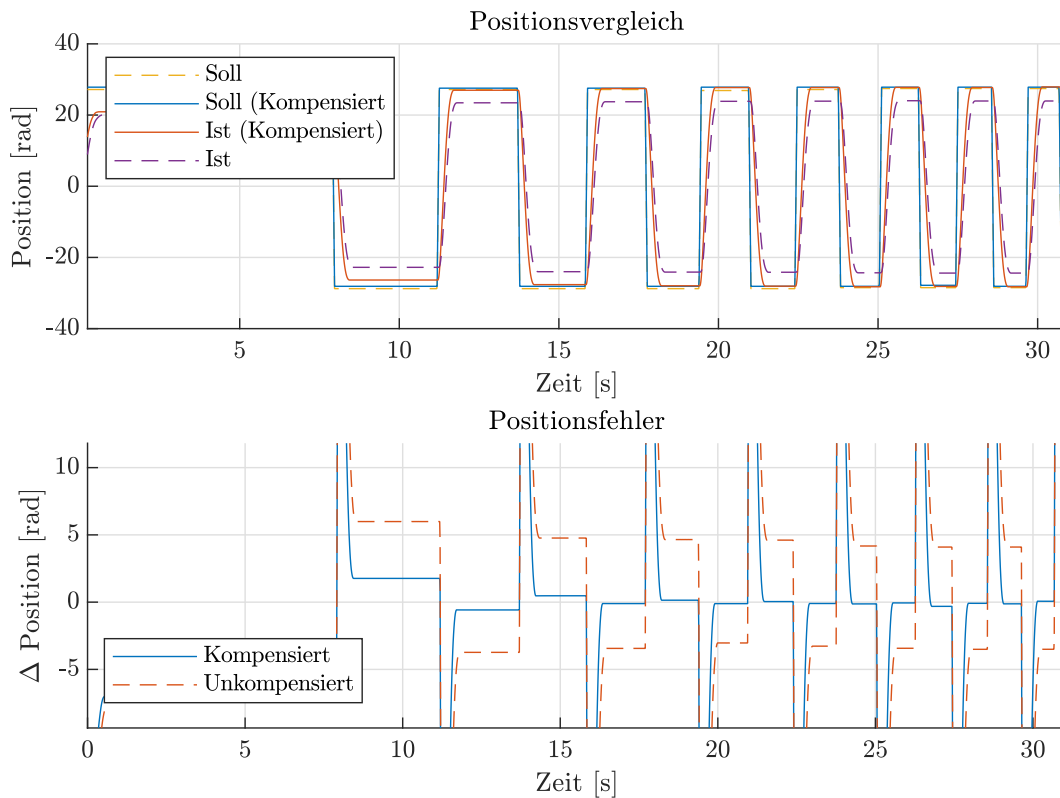 Positionsvergleich
40
20
0
-20
-40
Position [rad]
Soll
Soll (Kompensiert
Ist (Kompensiert)
Ist
5
10
15
20
25
30
Zeit [s]
Positionsfehler
10
5
0
-5
Δ Position [rad]
Kompensiert
Unkompensiert
0
5
10
15
20
25
30
Zeit [s]